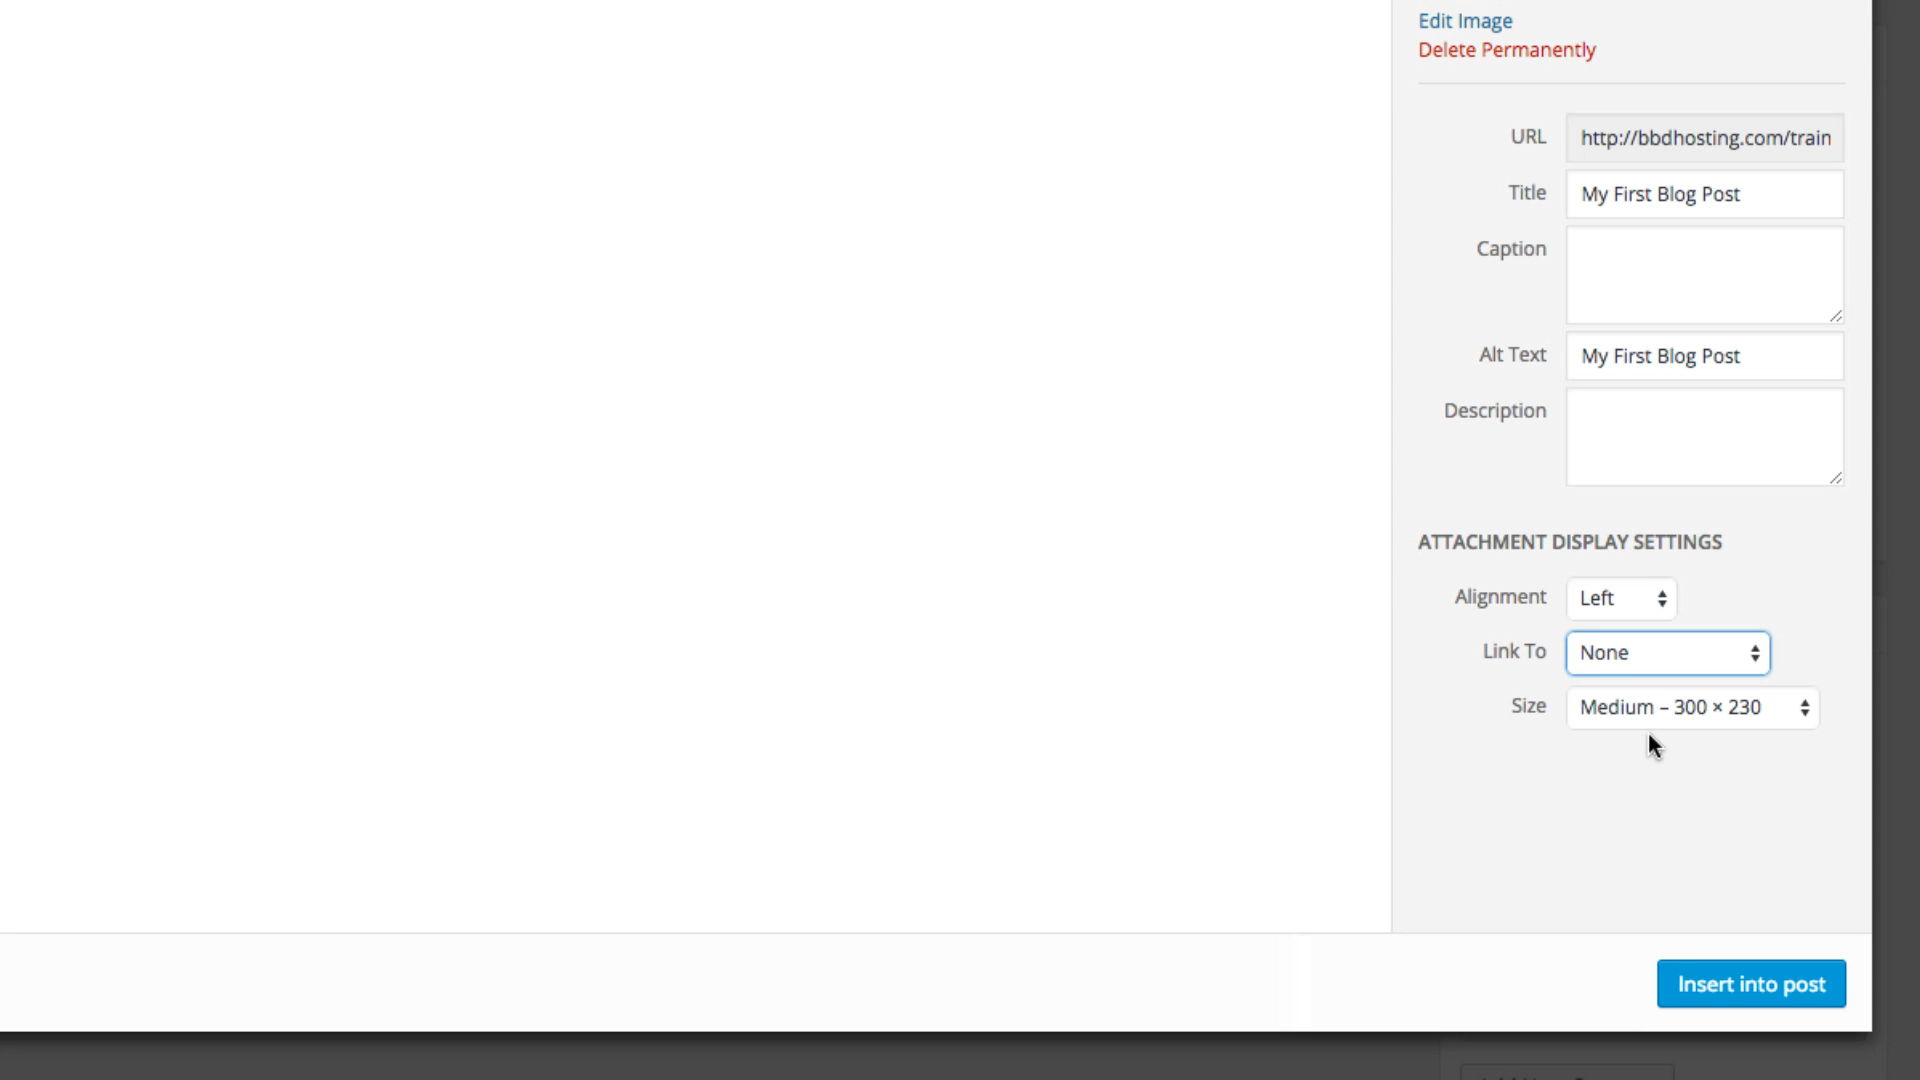 Edit Image
Delete Permanently
URL http://bbdhosting.com/train
Title My First Blog Post
Caption
Alt Text My First Blog Post
Description
ATTACHMENT DISPLAY SETTINGS
Alignment Left
Link To None
Size Medium – 300 × 230
Insert into post